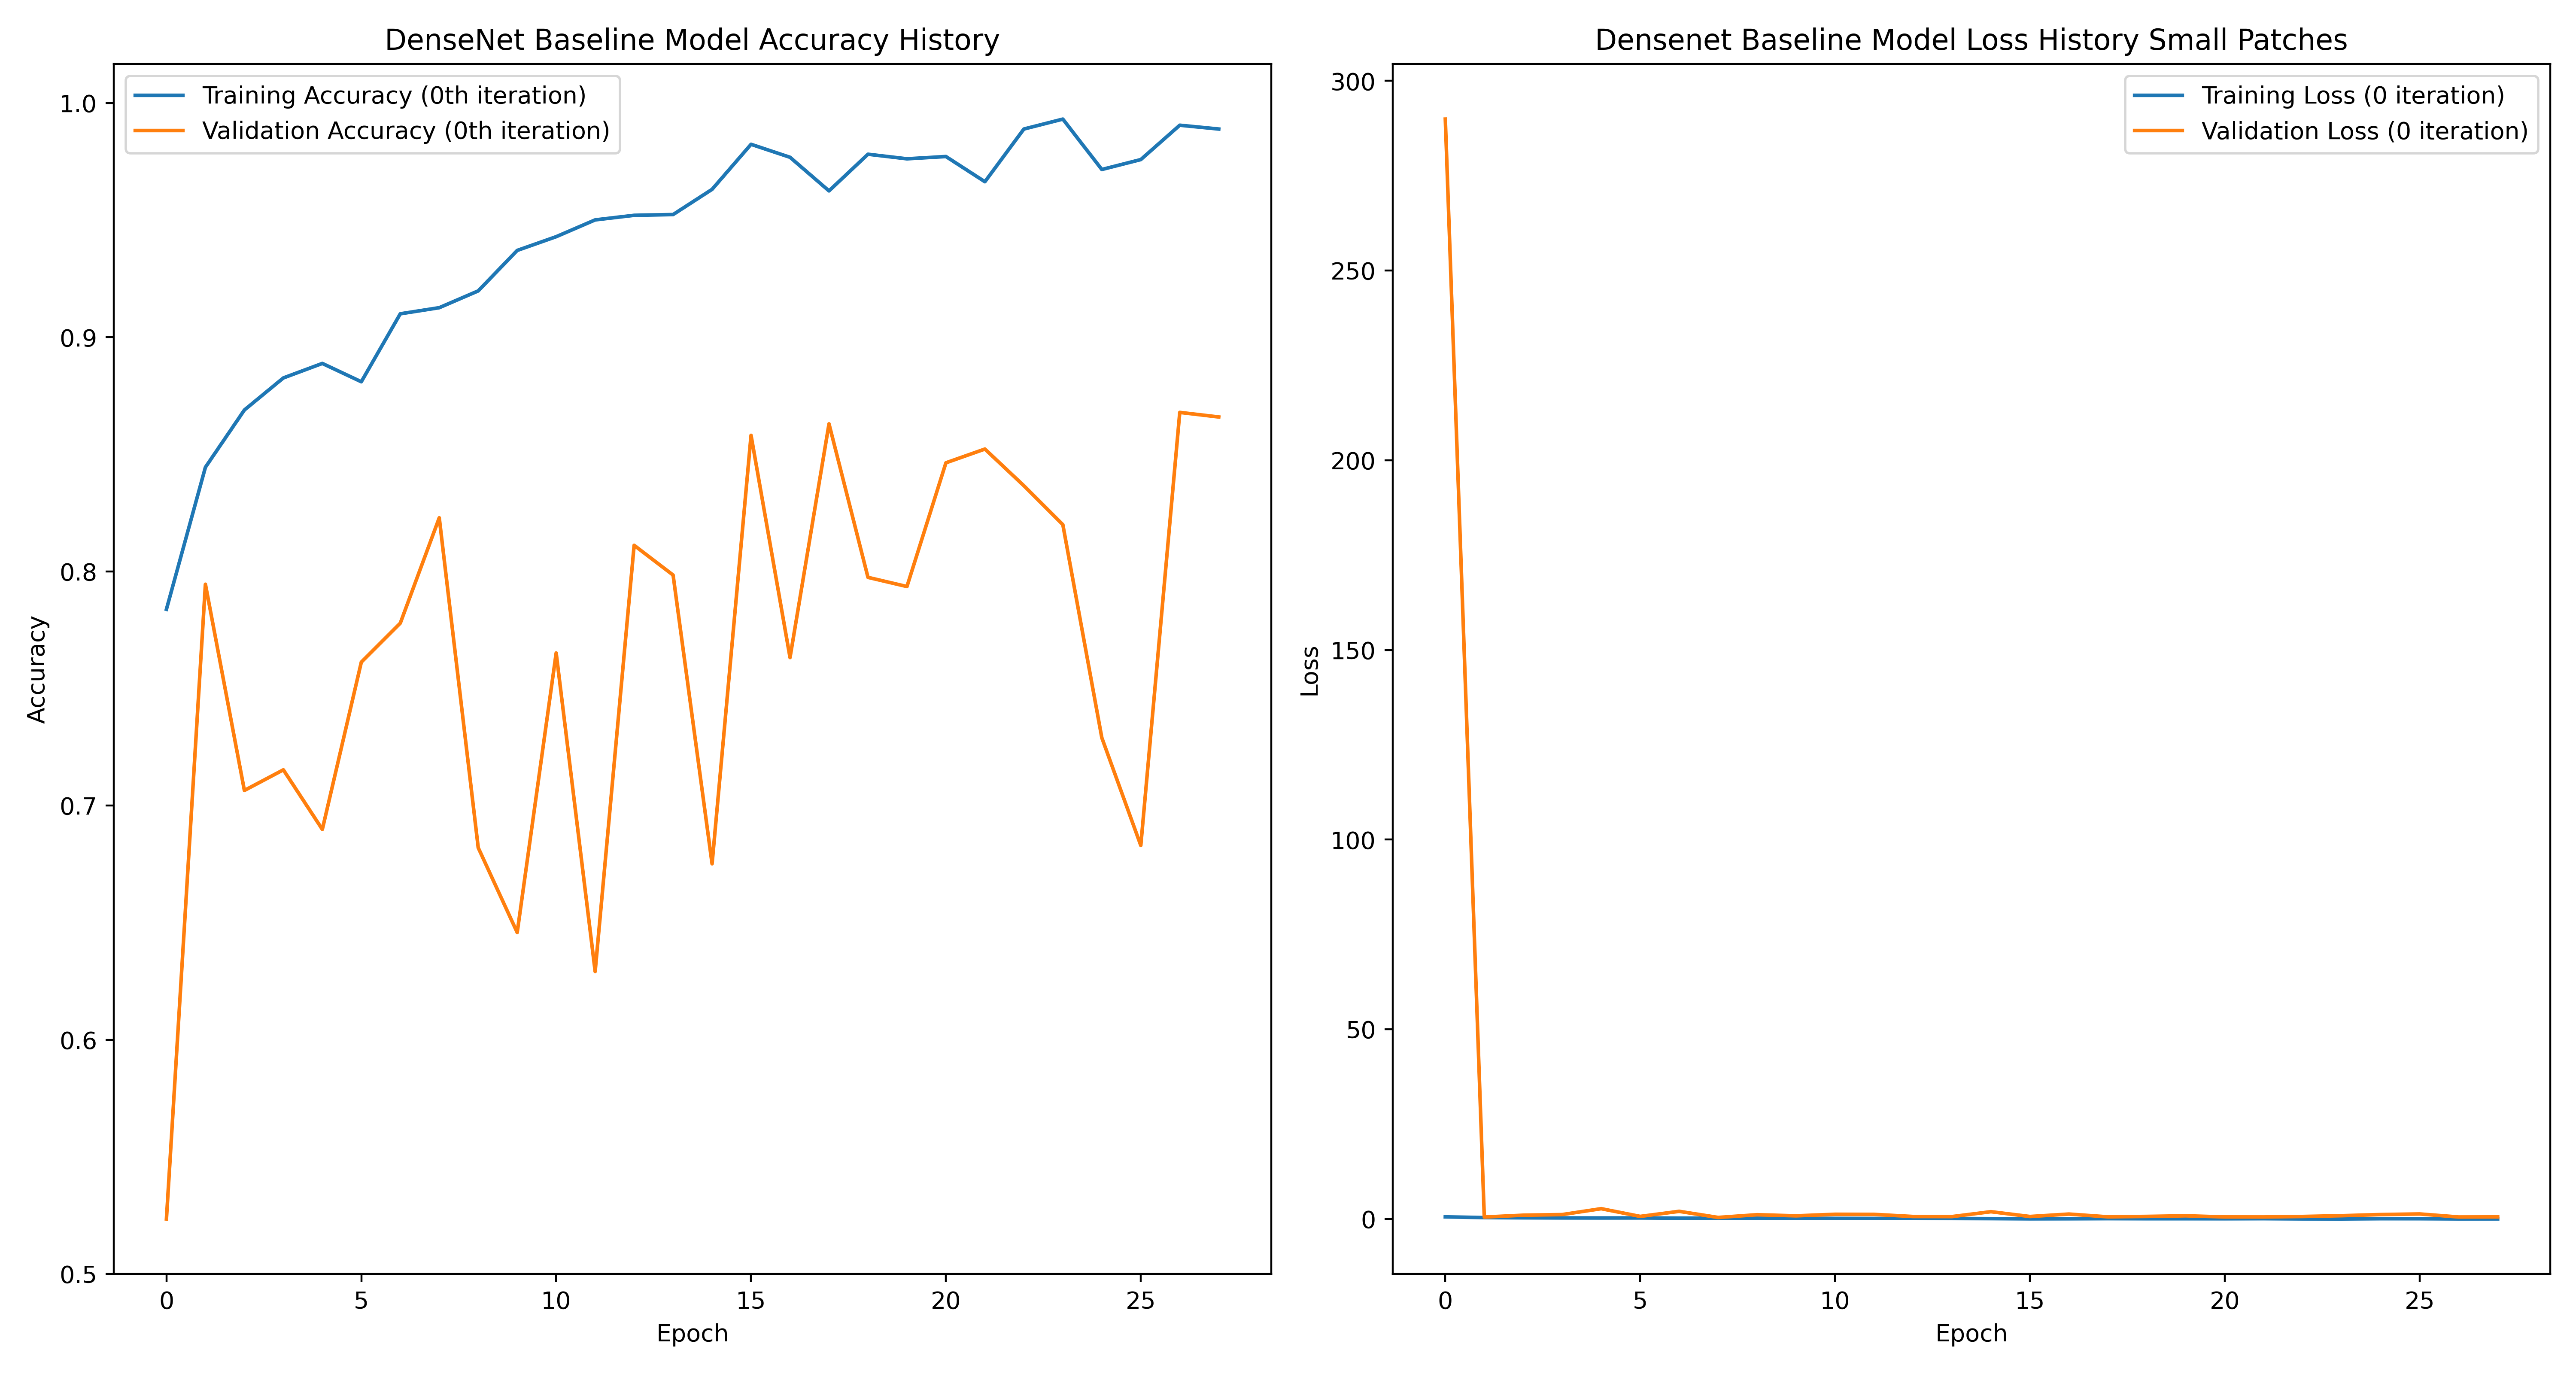 DenseNet Baseline Model Accuracy History
Training Accuracy (0th iteration)
Validation Accuracy (0th iteration)
1.0
0.9
0.8
0.7
0.6
0.5
Accuracy
0 5 10 15 20 25
Epoch
Densenet Baseline Model Loss History Small Patches
Training Loss (0 iteration)
Validation Loss (0 iteration)
300
250
200
150
100
50
0
Loss
0 5 10 15 20 25
Epoch